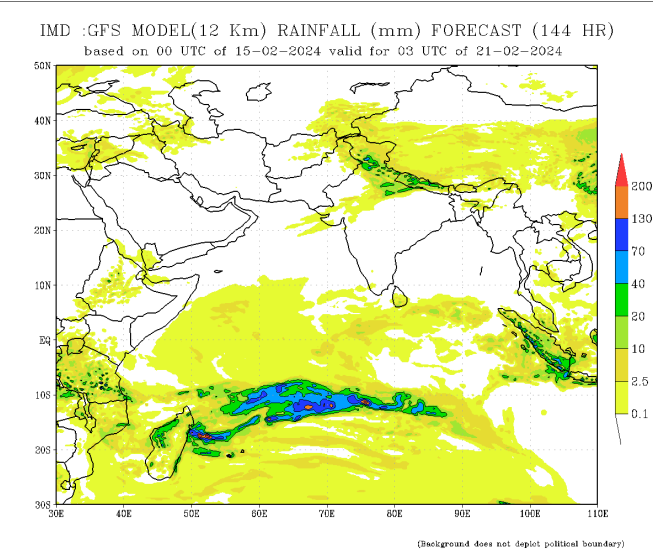 IMD :GFS MODEL(12 Km) RAINFALL (mm) FORECAST (144 HR)
based on 00 UTC of 15-02-2024 valid for 03 UTC of 21-02-2024
50N
40N
30N
20N
10N
EQ
10S
20S
30S
30E 40E 50E 60E 70E 80E 90E 100E 110E
200
130
70
40
20
10
2.5
0.1
(Background does not depict political boundary)